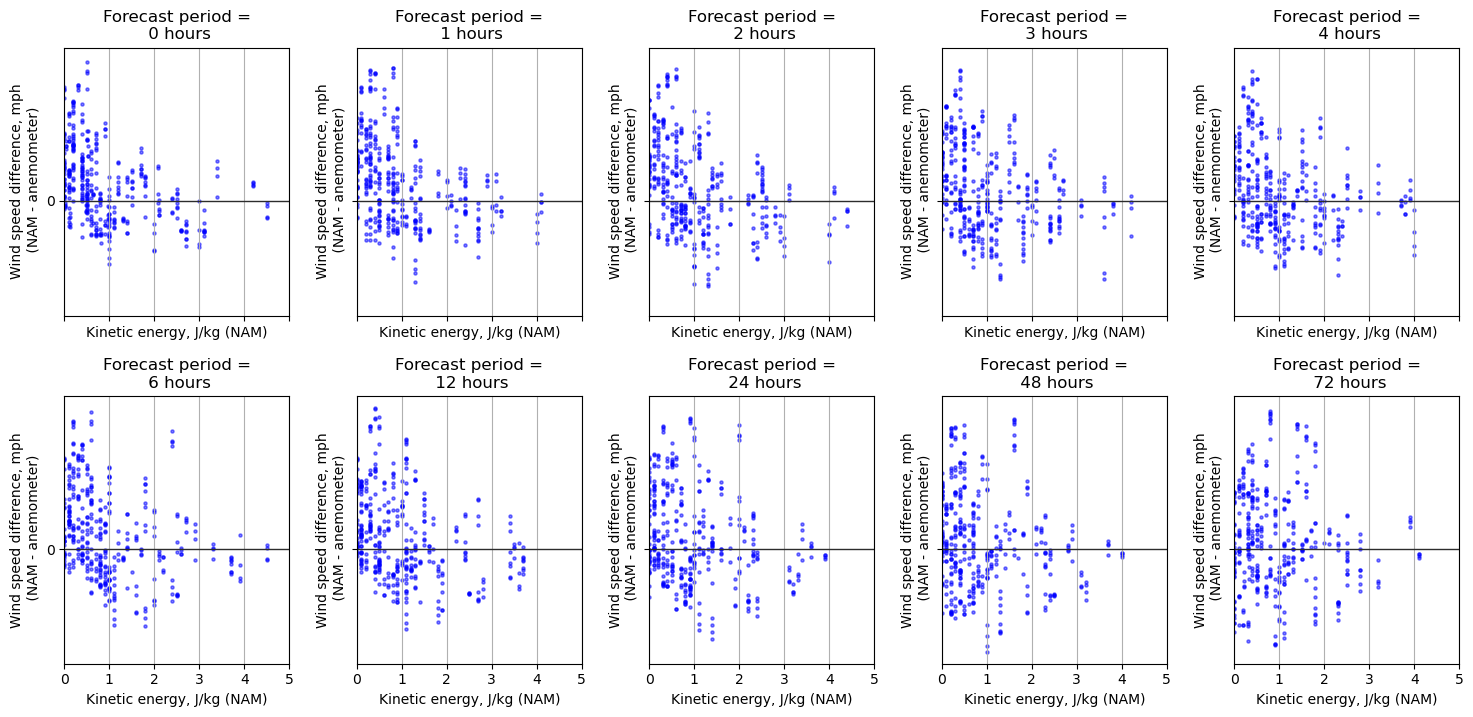 Forecast period =
0 hours
Forecast period =
1 hours
Forecast period =
2 hours
Forecast period =
3 hours
Forecast period =
4 hours
Wind speed difference, mph
(NAM - anemometer)
0
Wind speed difference, mph
(NAM - anemometer)
Wind speed difference, mph
(NAM - anemometer)
Wind speed difference, mph
(NAM - anemometer)
Wind speed difference, mph
(NAM - anemometer)
Kinetic energy, J/kg (NAM)
Kinetic energy, J/kg (NAM)
Kinetic energy, J/kg (NAM)
Kinetic energy, J/kg (NAM)
Kinetic energy, J/kg (NAM)
Forecast period =
6 hours
Forecast period =
12 hours
Forecast period =
24 hours
Forecast period =
48 hours
Forecast period =
72 hours
Wind speed difference, mph
(NAM - anemometer)
0
Wind speed difference, mph
(NAM - anemometer)
Wind speed difference, mph
(NAM - anemometer)
Wind speed difference, mph
(NAM - anemometer)
Wind speed difference, mph
(NAM - anemometer)
0 1 2 3 4 5
0 1 2 3 4 5
0 1 2 3 4 5
0 1 2 3 4 5
0 1 2 3 4 5
Kinetic energy, J/kg (NAM)
Kinetic energy, J/kg (NAM)
Kinetic energy, J/kg (NAM)
Kinetic energy, J/kg (NAM)
Kinetic energy, J/kg (NAM)